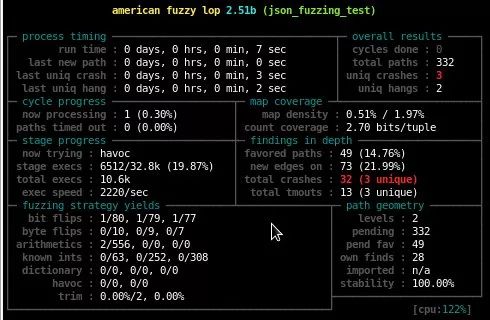 american fuzzy lop 2.51b (json_fuzzing_test)
process timing overall results
run time : 0 days, 0 hrs, 0 min, 7 sec cycles done : 0
last new path : 0 days, 0 hrs, 0 min, 0 sec total paths : 332
last uniq crash : 0 days, 0 hrs, 0 min, 3 sec uniq crashes : 3
last uniq hang : 0 days, 0 hrs, 0 min, 2 sec uniq hangs : 2
cycle progress map coverage
now processing : 1 (0.30%) map density : 0.51% / 1.97%
paths timed out : 0 (0.00%) count coverage : 2.70 bits/tuple
stage progress findings in depth
now trying : havoc favored paths : 49 (14.76%)
stage execs : 6512/32.8k (19.87%) new edges on : 73 (21.99%)
total execs : 10.6k total crashes : 32 (3 unique)
exec speed : 2220/sec total tmouts : 13 (3 unique)
fuzzing strategy yields path geometry
bit flips : 1/80, 1/79, 1/77 levels : 2
byte flips : 0/10, 0/9, 0/7 pending : 332
arithmetics : 2/556, 0/0, 0/0 pend fav : 49
known ints : 0/63, 0/252, 0/308 own finds : 28
dictionary : 0/0, 0/0, 0/0 imported : n/a
havoc : 0/0, 0/0 stability : 100.00%
trim : 0.00%/2, 0.00%
[cpu:122%]